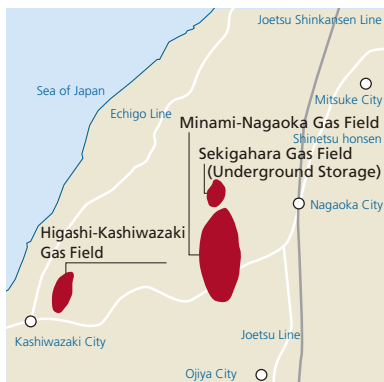 Joetsu Shinkansen Line
Sea of Japan
Mitsuke City
Echigo Line
Minami-Nagaoka Gas Field
Shinetsu honsen
Sekigahara Gas Field
(Underground Storage)
Nagaoka City
Higashi-Kashiwazaki
Gas Field
Kashiwazaki City
Joetsu Line
Ojiya City